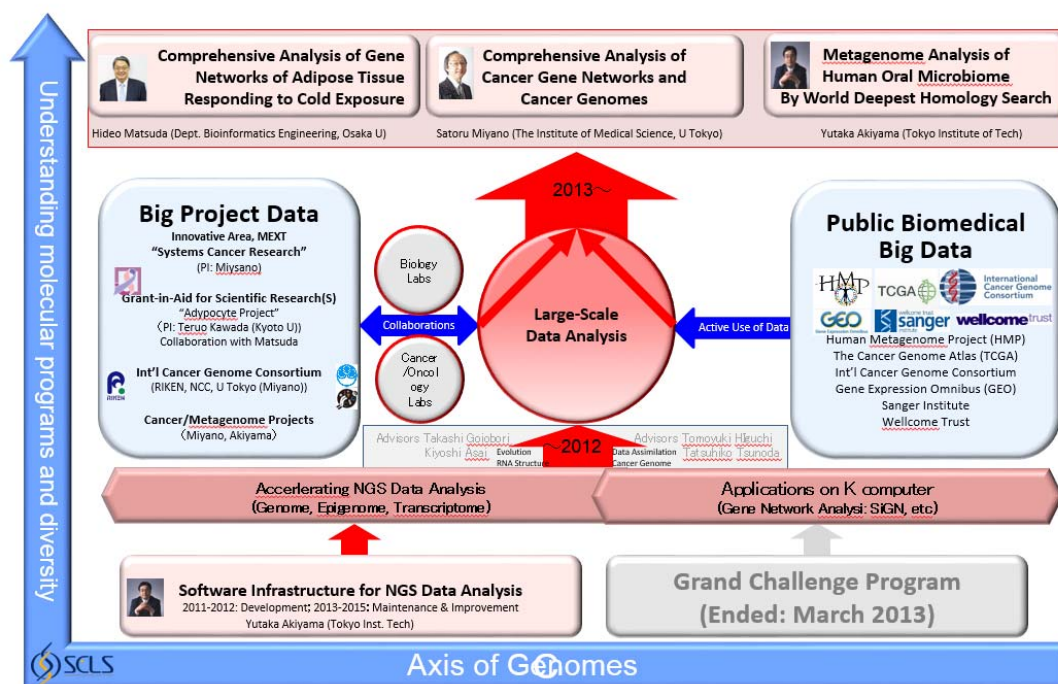 Understanding molecular programs and diversity
Comprehensive Analysis of Gene
Networks of Adipose Tissue
Responding to Cold Exposure
Hideo Matsuda (Dept. Bioinformatics Engineering, Osaka U)
Comprehensive Analysis of
Cancer Gene Networks and
Cancer Genomes
Satoru Miyano (The Institute of Medical Science, U Tokyo)
Metagenome Analysis of
Human Oral Microbiome
By World Deepest Homology Search
Yutaka Akiyama (Tokyo Institute of Tech)
2013～
Big Project Data
Innovative Area, MEXT
“Systems Cancer Research”
(PI: Miysano)
Grant-in-Aid for Scientific Research(S)
“Adypocyte Project”
（PI: Teruo Kawada (Kyoto U)）
Collaboration with Matsuda
Int’l Cancer Genome Consortium
(RIKEN, NCC, U Tokyo (Miyano))
RIKEN
Cancer/Metagenome Projects
（Miyano, Akiyama）
Biology
Labs
Collaborations
Cancer
/Oncol
ogy
Labs
Large-Scale
Data Analysis
Active Use of Data
Public Biomedical
Big Data
HMP
TCGA
International
Cancer Genome
Consortium
GEO
Gene Expression Omnibus
wellcome trust
sanger
institute
wellcometrust
Human Metagenome Project (HMP)
The Cancer Genome Atlas (TCGA)
Int’l Cancer Genome Consortium
Gene Expression Omnibus (GEO)
Sanger Institute
Wellcome Trust
Advisors Takashi Gojobori
Kiyoshi Asai
Evolution
RNA Structure
～2012
Advisors Tomoyuki Higuchi
Tatsuhiko Tsunoda
Data Assimilation
Cancer Genome
Accerlerating NGS Data Analysis
(Genome, Epigenome, Transcriptome)
Applications on K computer
(Gene Network Analysi: SiGN, etc)
Software Infrastructure for NGS Data Analysis
2011-2012: Development; 2013-2015: Maintenance & Improvement
Yutaka Akiyama (Tokyo Inst. Tech)
Grand Challenge Program
(Ended: March 2013)
SCLS
Axis of Genomes